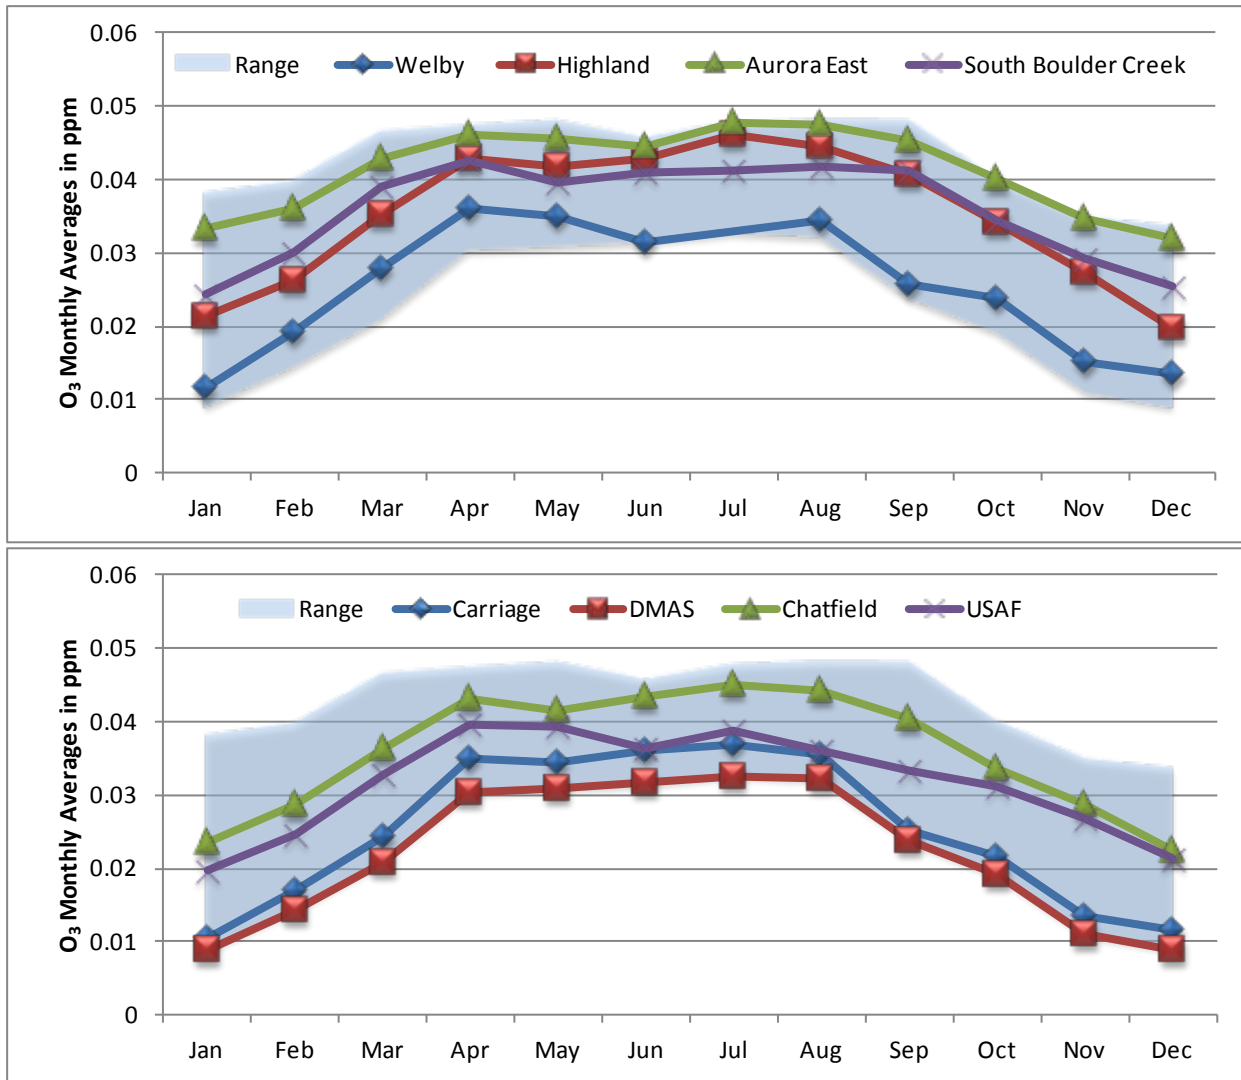 0.06
Range Welby Highland Aurora East South Boulder Creek
0.05
0.04
0.03
0.02
0.01
0
O₃ Monthly Averages in ppm
Jan Feb Mar Apr May Jun Jul Aug Sep Oct Nov Dec
0.06
Range Carriage DMAS Chatfield USAF
0.05
0.04
0.03
0.02
0.01
0
O₃ Monthly Averages in ppm
Jan Feb Mar Apr May Jun Jul Aug Sep Oct Nov Dec